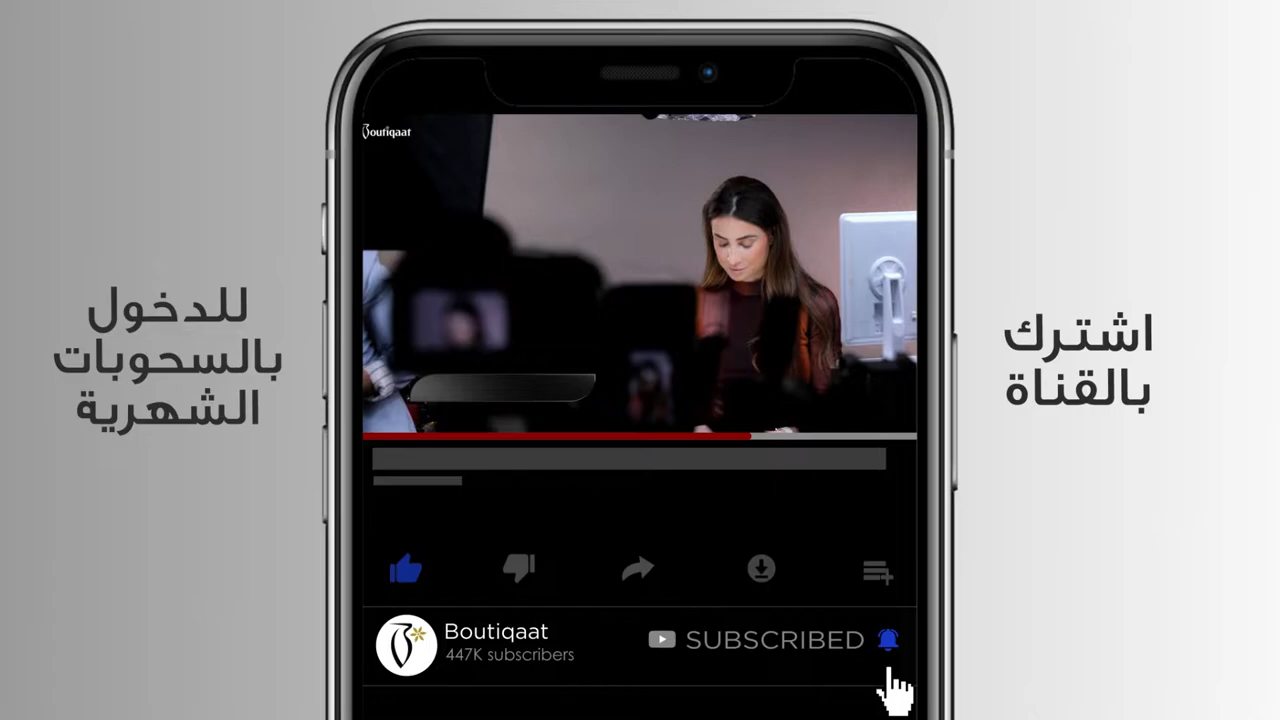 اشترك
بالقناة
للدخول
بالسحوبات
الشهرية
Boutiqaat
Boutiqaat
447K subscribers
SUBSCRIBED